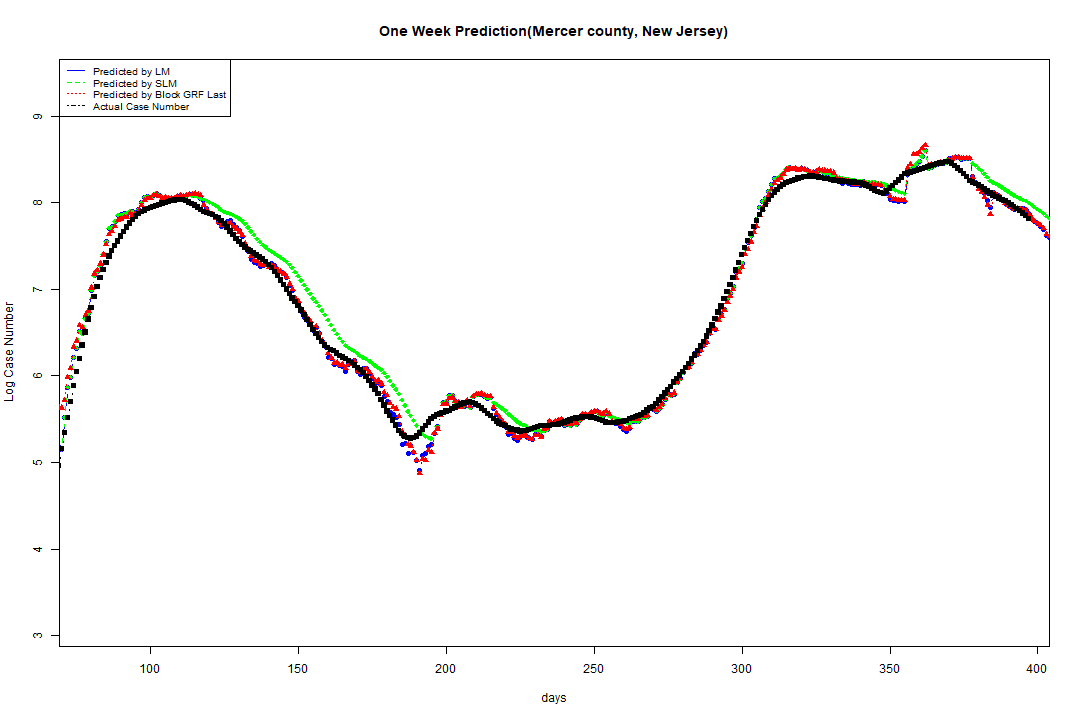 One Week Prediction(Mercer county, New Jersey)
Predicted by LM
Predicted by SLM
Predicted by Block GRF Last
Actual Case Number
9
8
7
6
5
4
3
Log Case Number
100 150 200 250 300 350 400
days